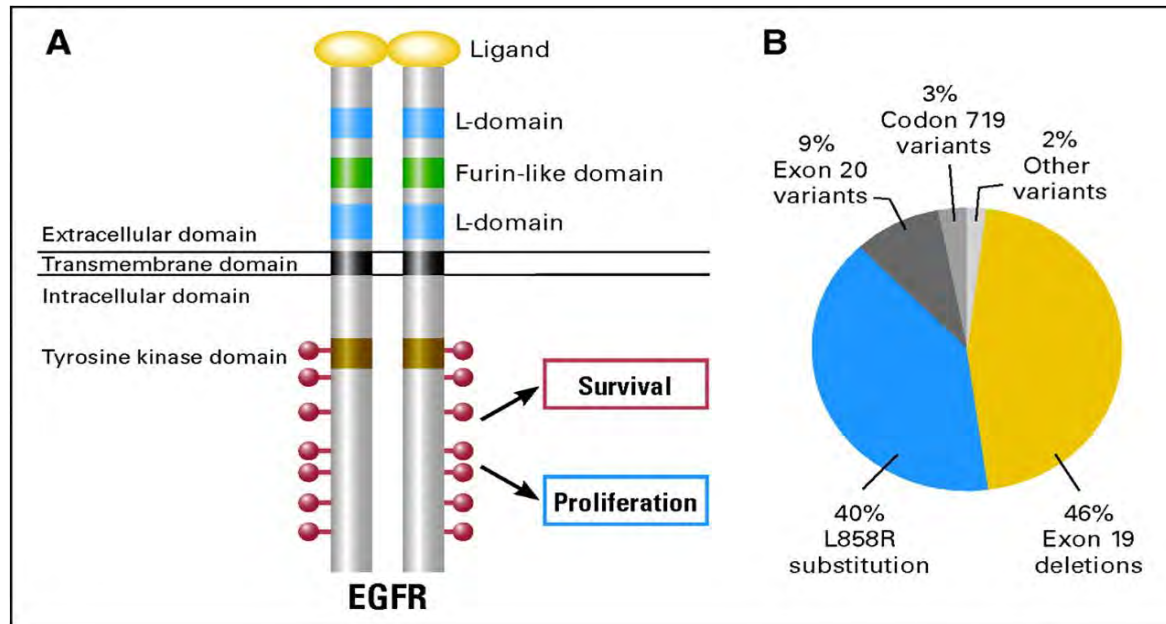 A
Ligand
L-domain
Furin-like domain
L-domain
Extracellular domain
Transmembrane domain
Intracellular domain
Tyrosine kinase domain
Survival
Proliferation
EGFR
B
3%
Codon 719
variants
9%
Exon 20
variants
2%
Other
variants
40%
L858R
substitution
46%
Exon 19
deletions